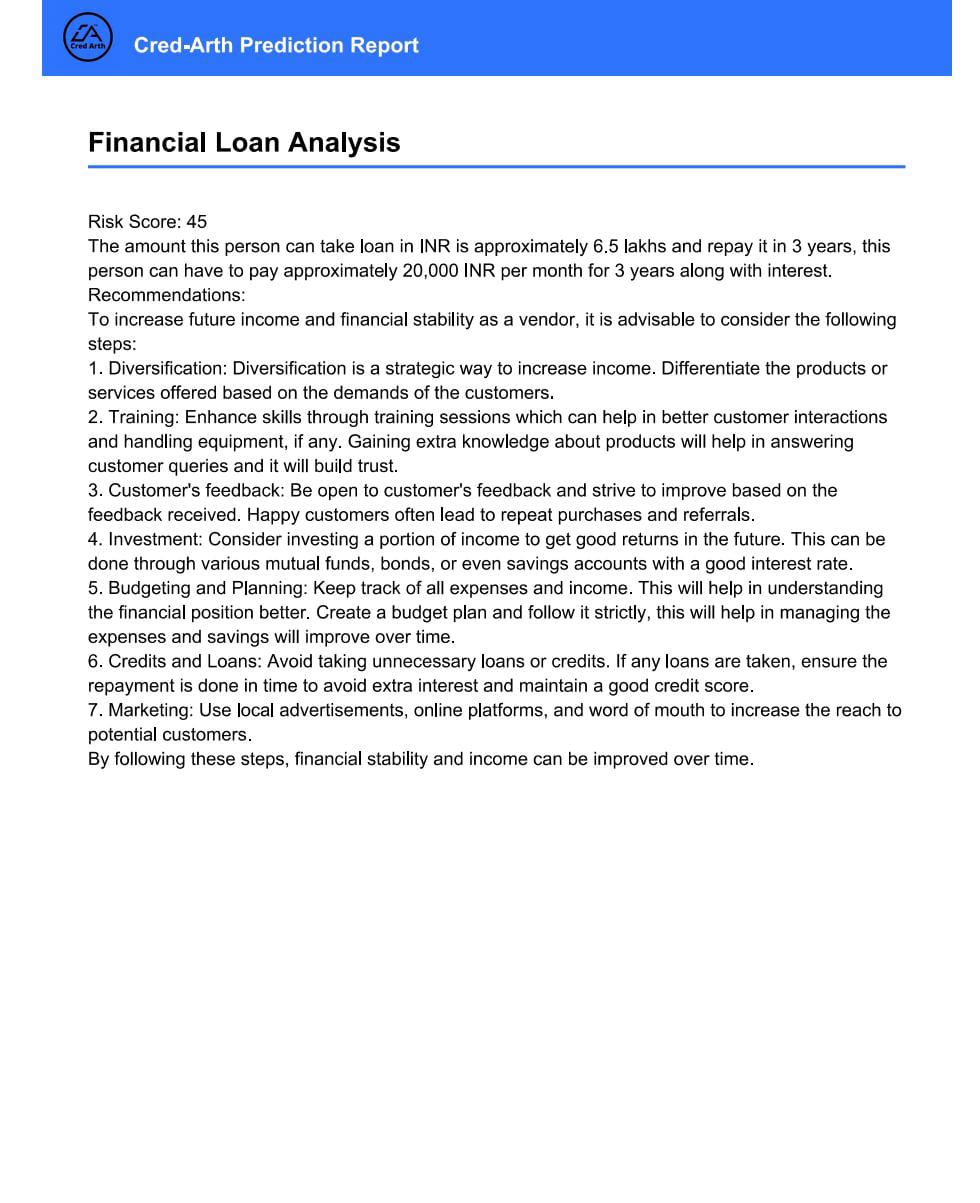 Cred Arth
Cred-Arth Prediction Report
Financial Loan Analysis
Risk Score: 45
The amount this person can take loan in INR is approximately 6.5 lakhs and repay it in 3 years, this
person can have to pay approximately 20,000 INR per month for 3 years along with interest.
Recommendations:
To increase future income and financial stability as a vendor, it is advisable to consider the following
steps:
1. Diversification: Diversification is a strategic way to increase income. Differentiate the products or
services offered based on the demands of the customers.
2. Training: Enhance skills through training sessions which can help in better customer interactions
and handling equipment, if any. Gaining extra knowledge about products will help in answering
customer queries and it will build trust.
3. Customer's feedback: Be open to customer's feedback and strive to improve based on the
feedback received. Happy customers often lead to repeat purchases and referrals.
4. Investment: Consider investing a portion of income to get good returns in the future. This can be
done through various mutual funds, bonds, or even savings accounts with a good interest rate.
5. Budgeting and Planning: Keep track of all expenses and income. This will help in understanding
the financial position better. Create a budget plan and follow it strictly, this will help in managing the
expenses and savings will improve over time.
6. Credits and Loans: Avoid taking unnecessary loans or credits. If any loans are taken, ensure the
repayment is done in time to avoid extra interest and maintain a good credit score.
7. Marketing: Use local advertisements, online platforms, and word of mouth to increase the reach to
potential customers.
By following these steps, financial stability and income can be improved over time.